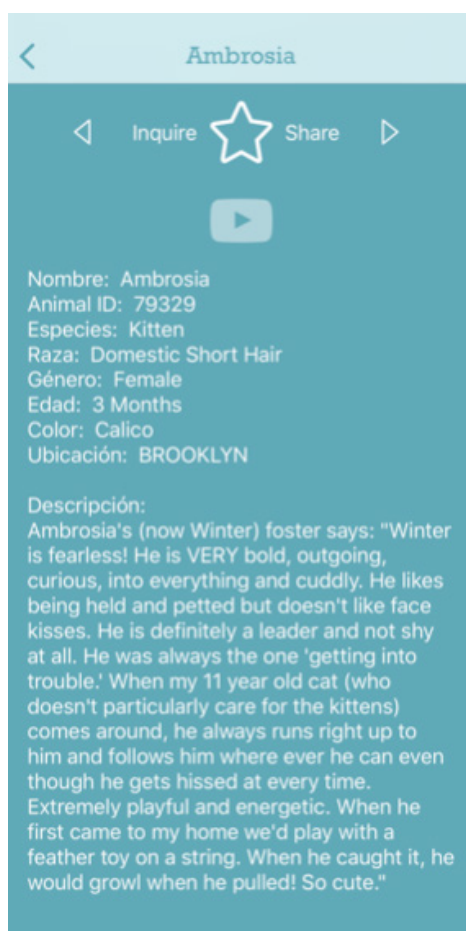 Ambrosia
Inquire Share
Nombre: Ambrosia
Animal ID: 79329
Especies: Kitten
Raza: Domestic Short Hair
Género: Female
Edad: 3 Months
Color: Calico
Ubicación: BROOKLYN
Descripción:
Ambrosia's (now Winter) foster says: "Winter
is fearless! He is VERY bold, outgoing,
curious, into everything and cuddly. He likes
being held and petted but doesn't like face
kisses. He is definitely a leader and not shy
at all. He was always the one 'getting into
trouble.' When my 11 year old cat (who
doesn't particularly care for the kittens)
comes around, he always runs right up to
him and follows him where ever he can even
though he gets hissed at every time.
Extremely playful and energetic. When he
first came to my home we'd play with a
feather toy on a string. When he caught it, he
would growl when he pulled! So cute."